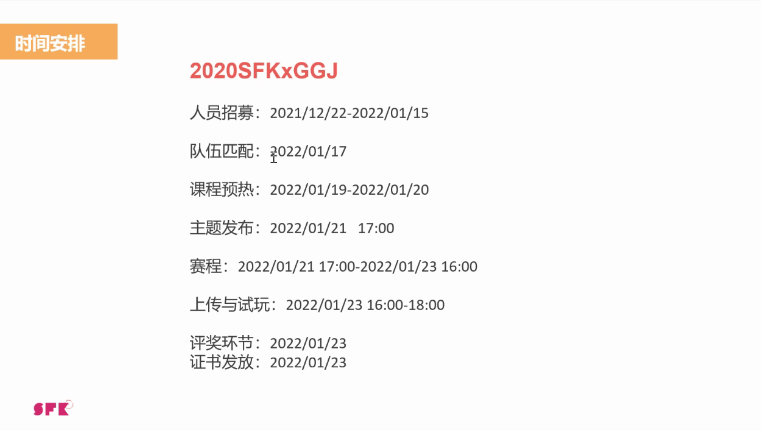 时间安排
2020SFKxGGJ
人员招募：2021/12/22-2022/01/15
队伍匹配：2022/01/17
课程预热：2022/01/19-2022/01/20
主题发布：2022/01/21 17:00
赛程：2022/01/21 17:00-2022/01/23 16:00
上传与试玩：2022/01/23 16:00-18:00
评奖环节：2022/01/23
证书发放：2022/01/23
SFK